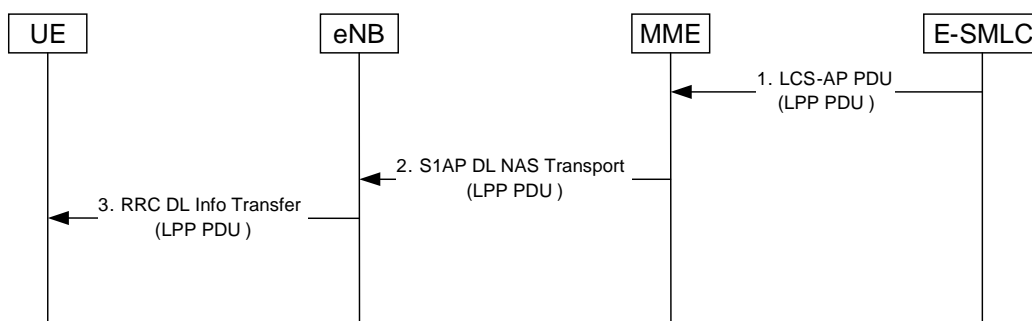 UE
eNB
MME
E-SMLC
1. LCS-AP PDU
(LPP PDU )
2. S1AP DL NAS Transport
(LPP PDU )
3. RRC DL Info Transfer
(LPP PDU )